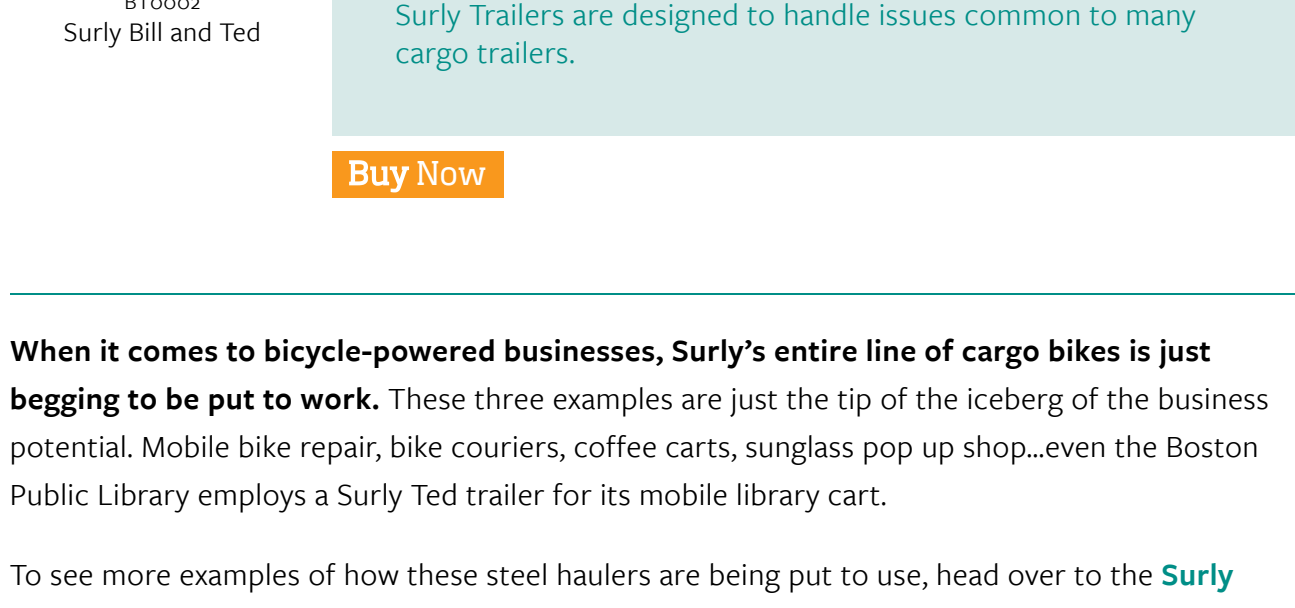 BT0002
Surly Bill and Ted
Surly Trailers are designed to handle issues common to many
cargo trailers.
Buy Now
When it comes to bicycle-powered businesses, Surly’s entire line of cargo bikes is just
begging to be put to work. These three examples are just the tip of the iceberg of the business
potential. Mobile bike repair, bike couriers, coffee carts, sunglass pop up shop...even the Boston
Public Library employs a Surly Ted trailer for its mobile library cart.
To see more examples of how these steel haulers are being put to use, head over to the Surly